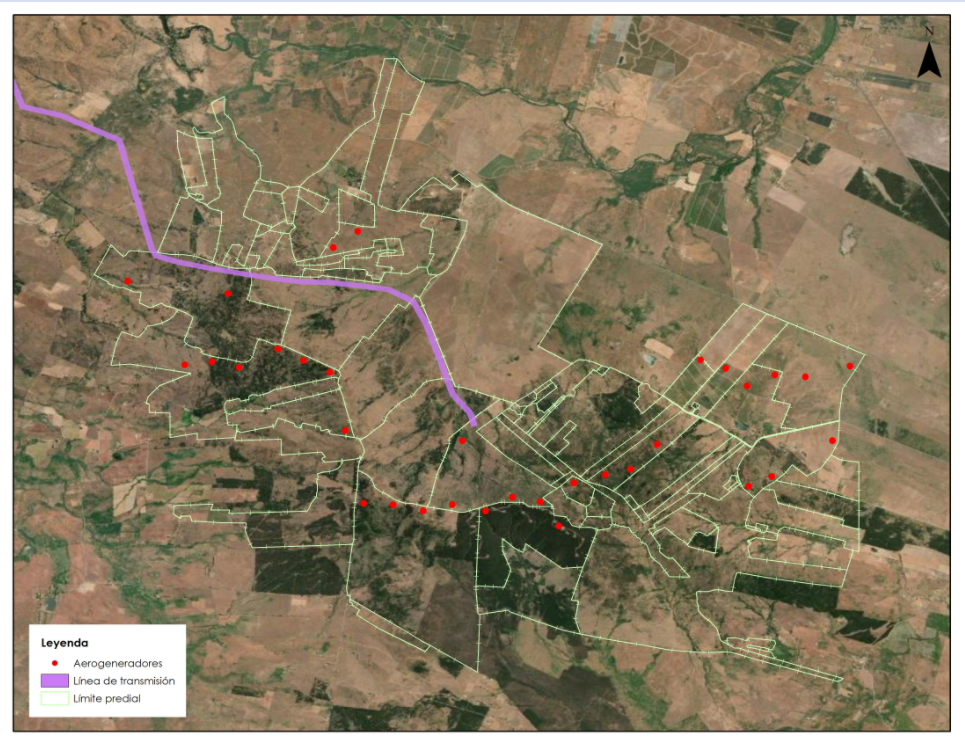 N
Leyenda
Aerogeneradores
Línea de transmisión
Límite predial